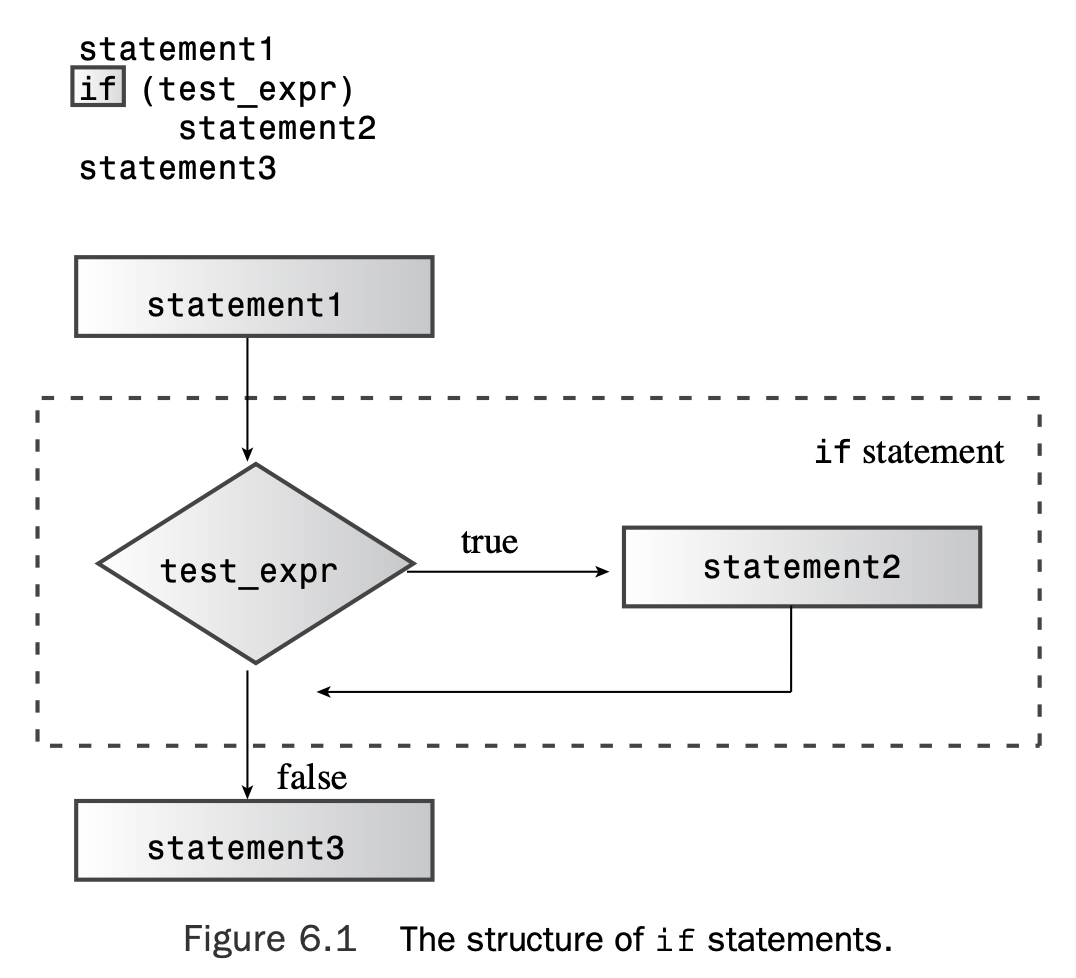 statement1
if (test_expr)
statement2
statement3
statement1
if statement
true
test_expr
statement2
false
statement3
Figure 6.1 The structure of if statements.